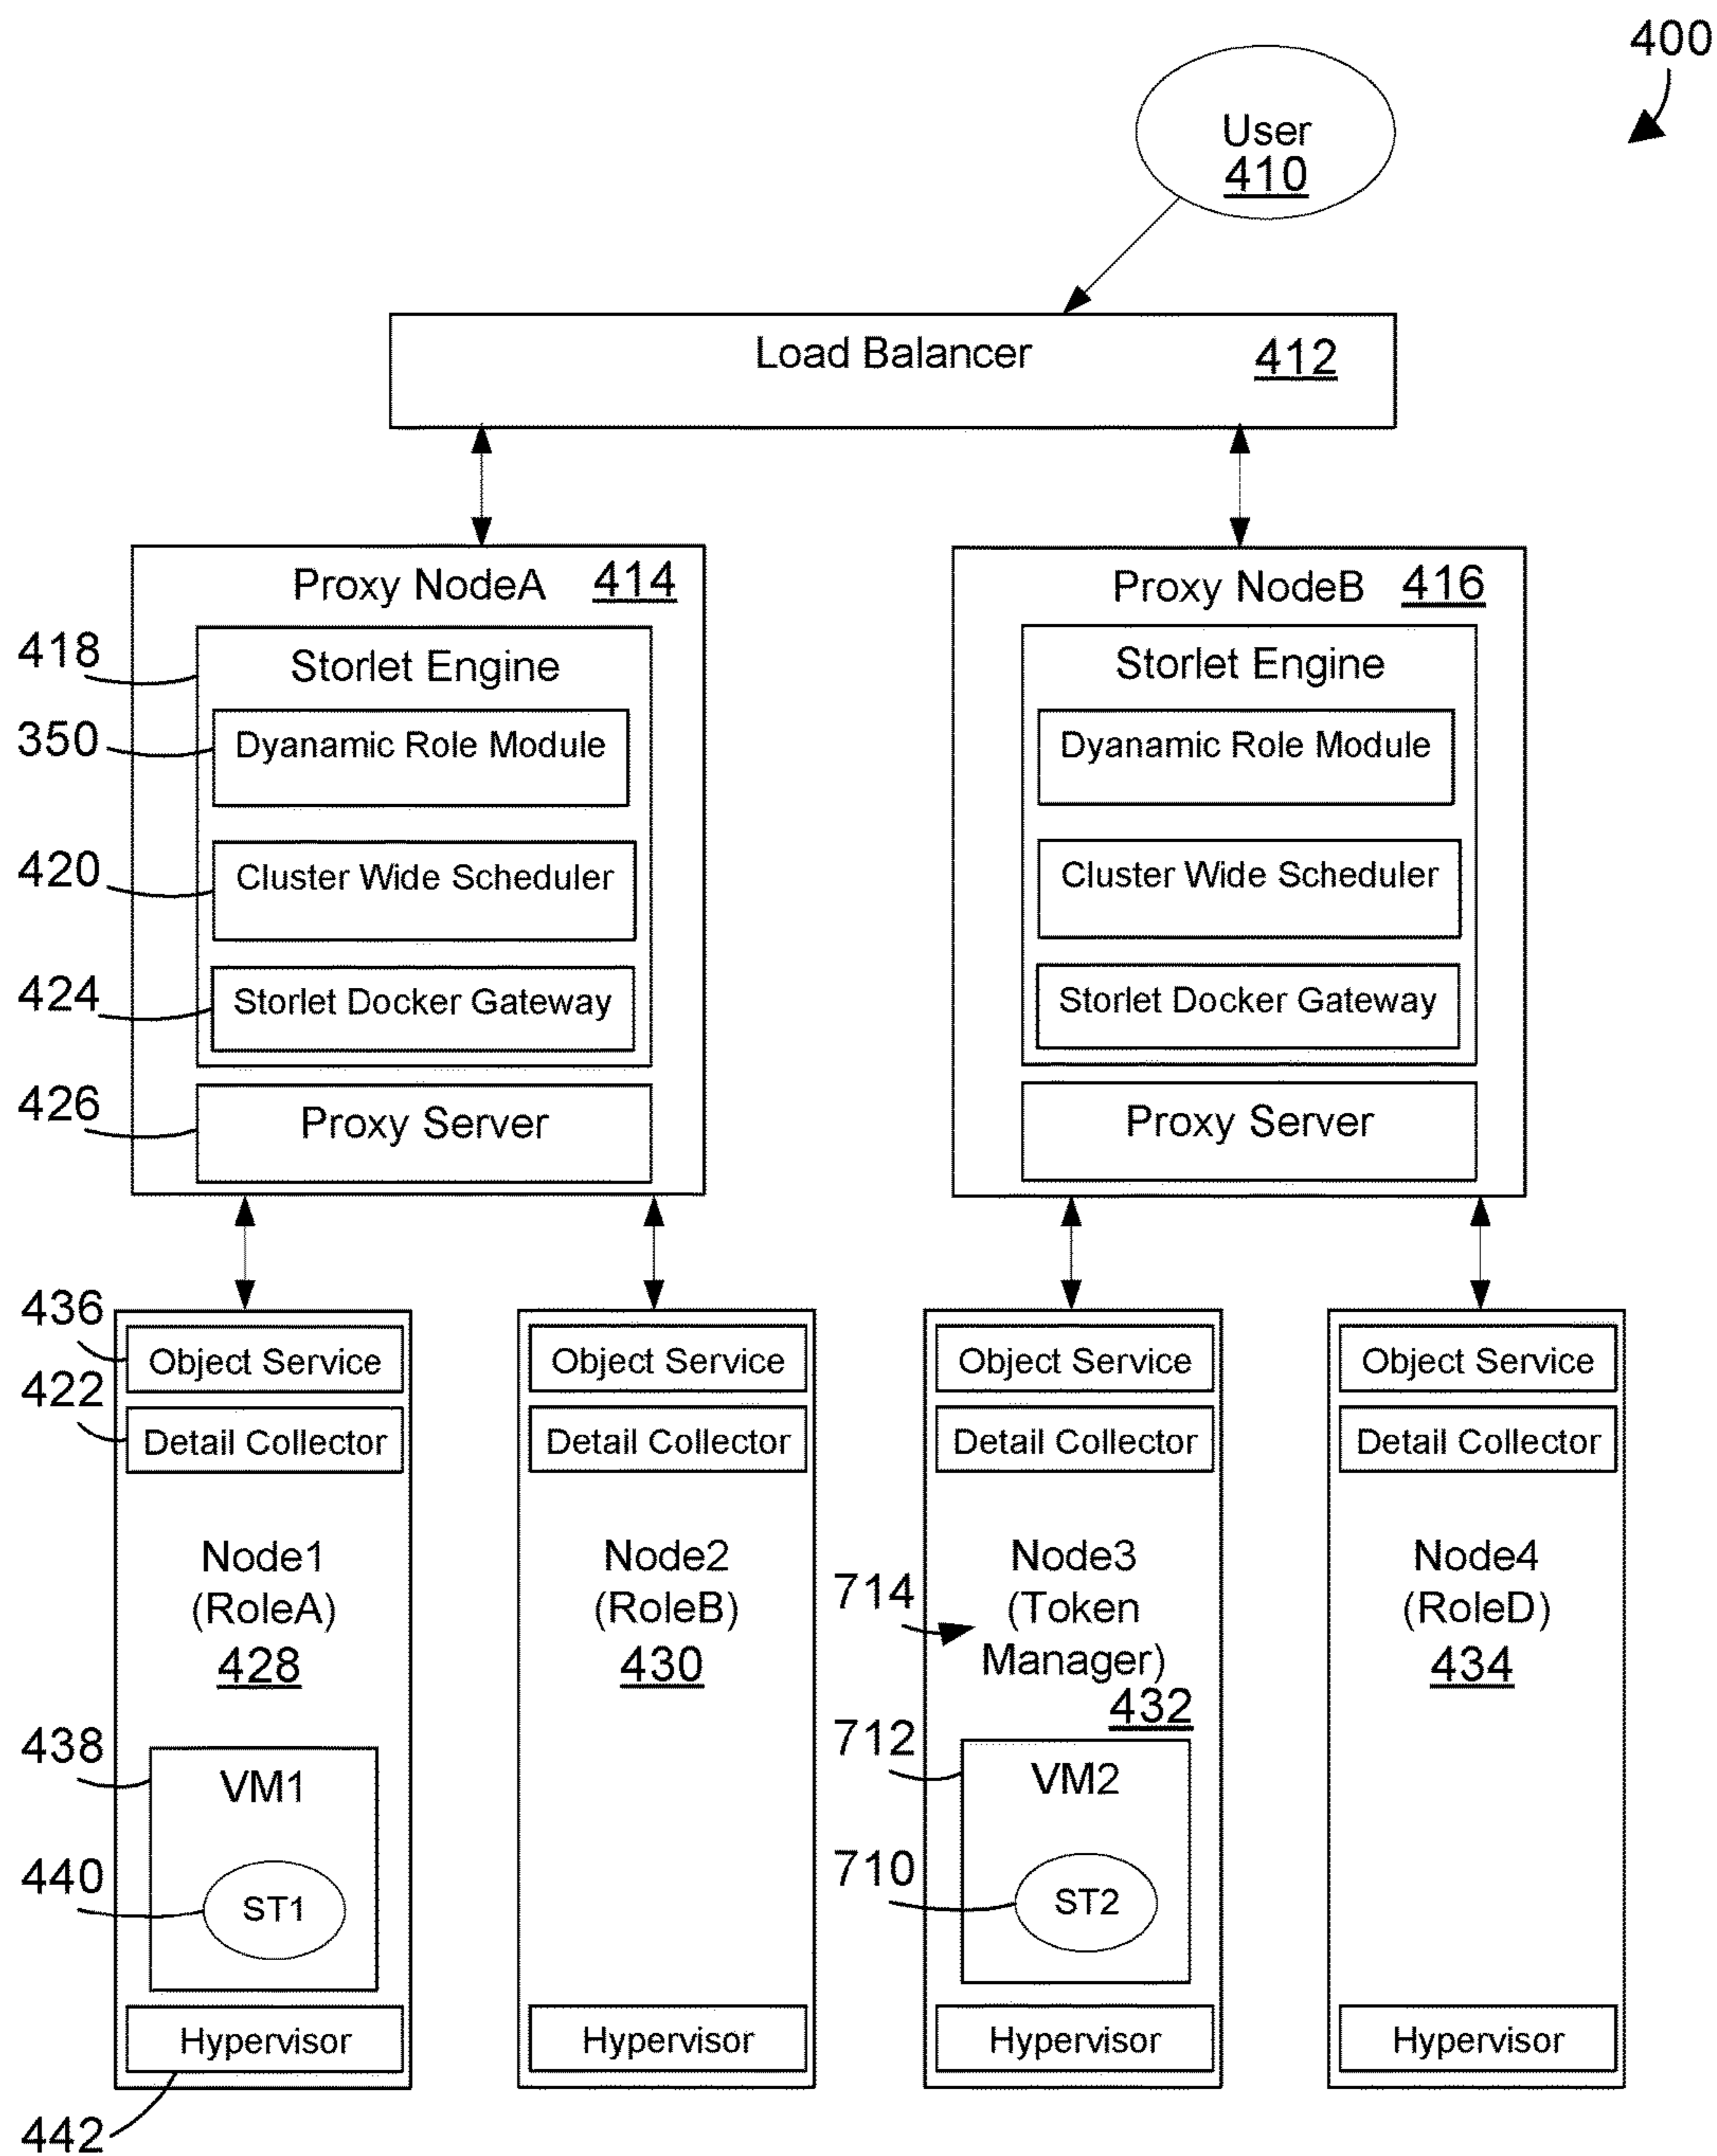 400
User
410
Load Balancer 412
Proxy NodeA 414
418
Storlet Engine
350
Dyanamic Role Module
420
Cluster Wide Scheduler
424
Storlet Docker Gateway
426
Proxy Server
Proxy NodeB 416
Storlet Engine
Dyanamic Role Module
Cluster Wide Scheduler
Storlet Docker Gateway
Proxy Server
436
Object Service
422
Detail Collector
Node1
(RoleA)
428
438
VM1
440
ST1
Hypervisor
442
Object Service
Detail Collector
Node2
(RoleB)
430
Hypervisor
Object Service
Detail Collector
714
Node3
(Token
Manager)
432
712
VM2
710
ST2
Hypervisor
Object Service
Detail Collector
Node4
(RoleD)
434
Hypervisor